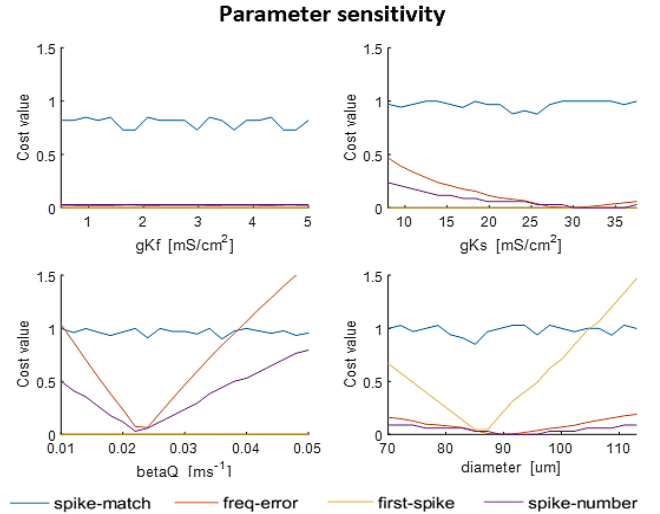 Parameter sensitivity
1.5
1
0.5
0
Cost value
1 2 3 4 5
gKf [mS/cm²]
1.5
1
0.5
0
Cost value
10 15 20 25 30 35
gKs [mS/cm²]
1.5
1
0.5
0
Cost value
0.01 0.02 0.03 0.04 0.05
betaQ [ms⁻¹]
1.5
1
0.5
0
Cost value
70 80 90 100 110
diameter [um]
spike-match freq-error first-spike spike-number